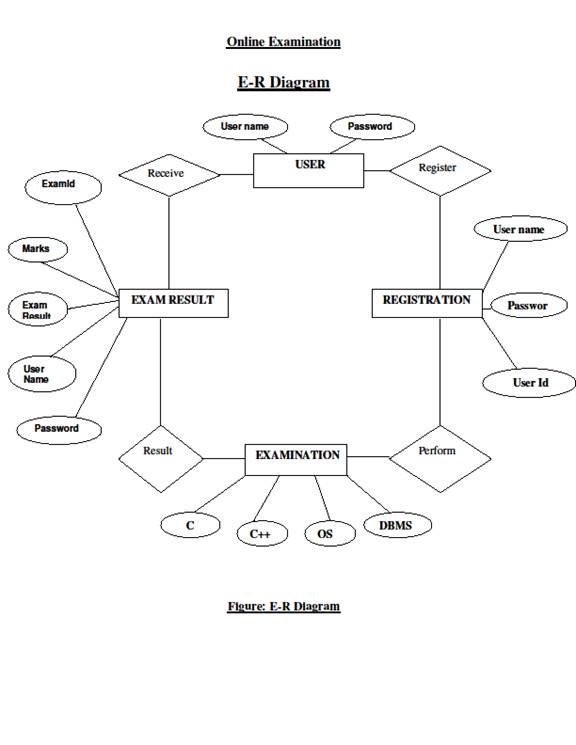 Online Examination
E-R Diagram
User name
Password
USER
Receive
Register
ExamId
User name
Marks
EXAM RESULT
REGISTRATION
Exam
Result
Passwor
User
Name
User Id
Password
Result
EXAMINATION
Perform
C
C++
OS
DBMS
Figure: E-R Diagram